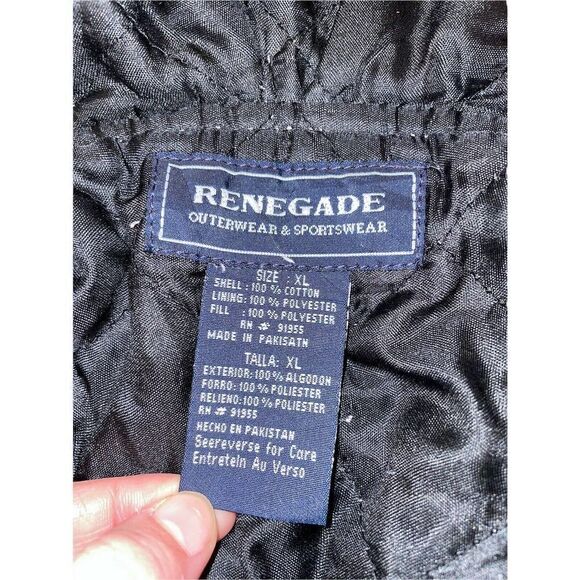 RENEGADE
OUTERWEAR & SPORTSWEAR
SIZE : XL
SHELL : 100 % COTTON
LINING: 100 % POLYESTER
FILL : 100 % POLYESTER
RN # 91955
MADE IN PAKISATN
TALLA: XL
EXTERIOR: 100 % ALGODON
FORRO: 100 % POLIESTER
RELIENO: 100 % POLIESTER
RN # 91955
HECHO EN PAKISTAN
Seereverse for Care
Entretein Au Verso